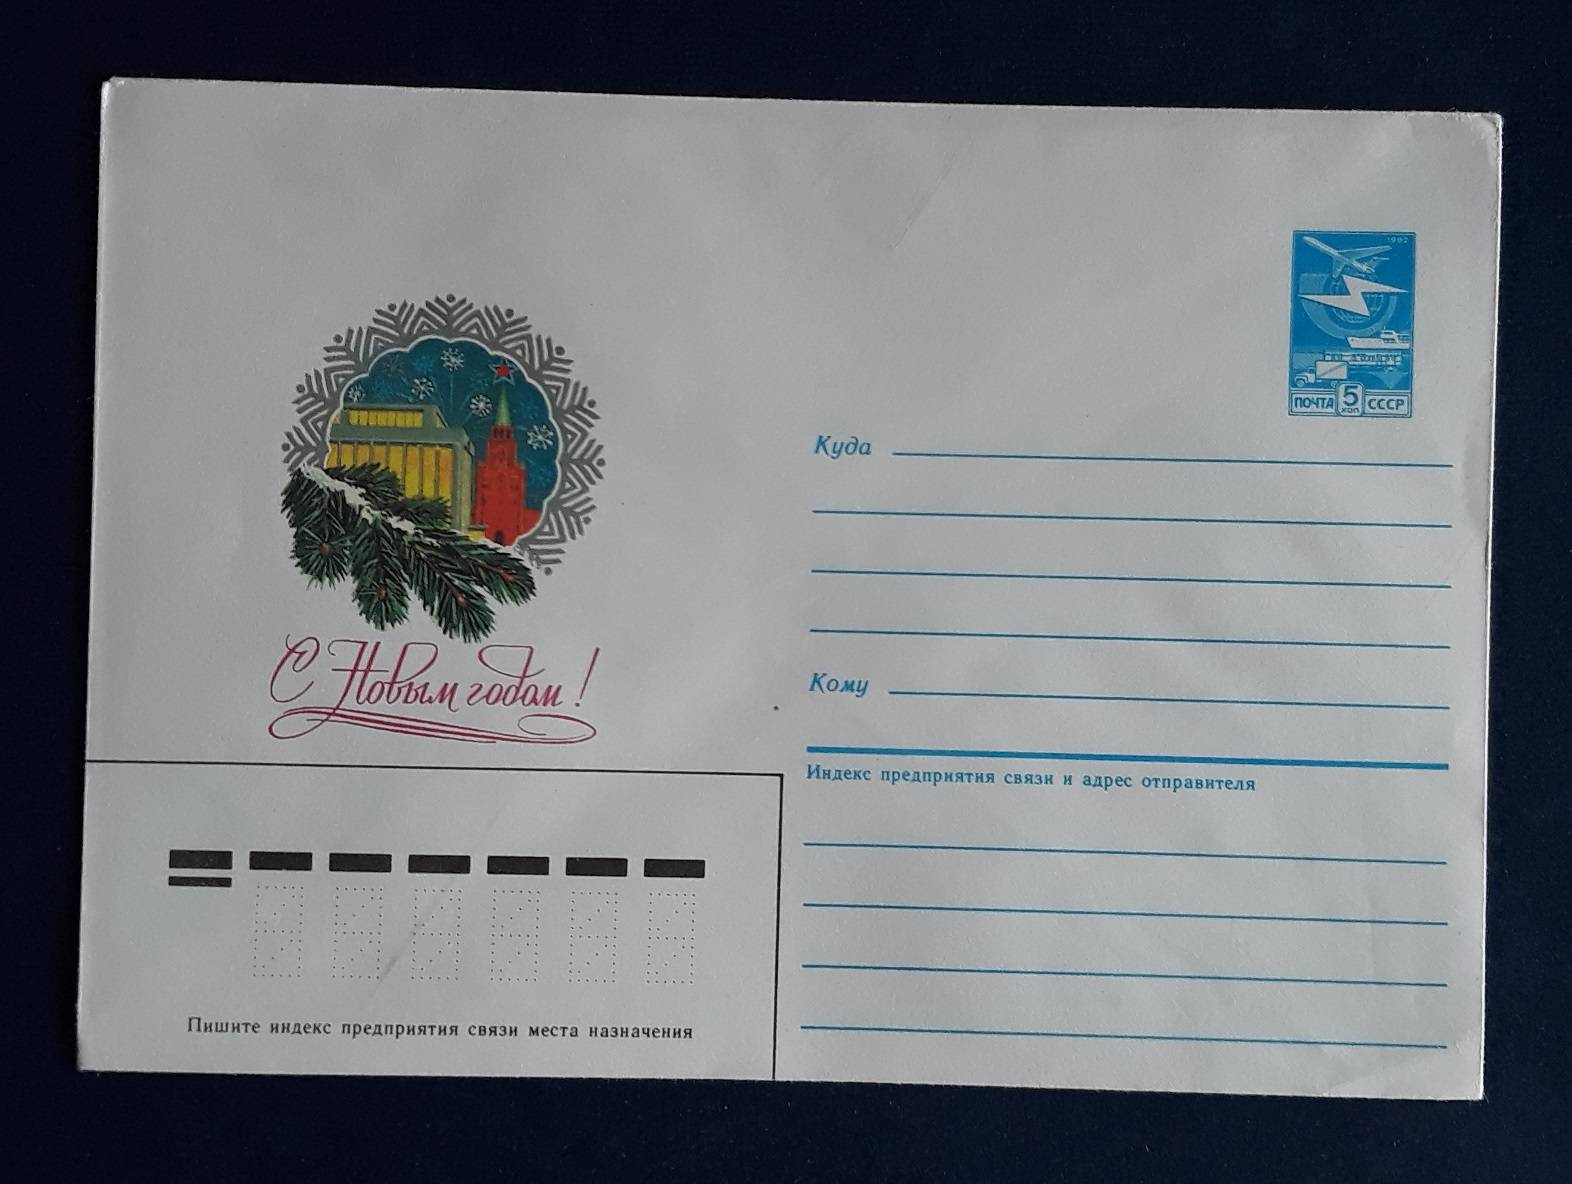 1982
ПОЧТА 5 КОП СССР
Куда
С Новым годом!
Кому
Индекс предприятия связи и адрес отправителя
Пишите индекс предприятия связи места назначения